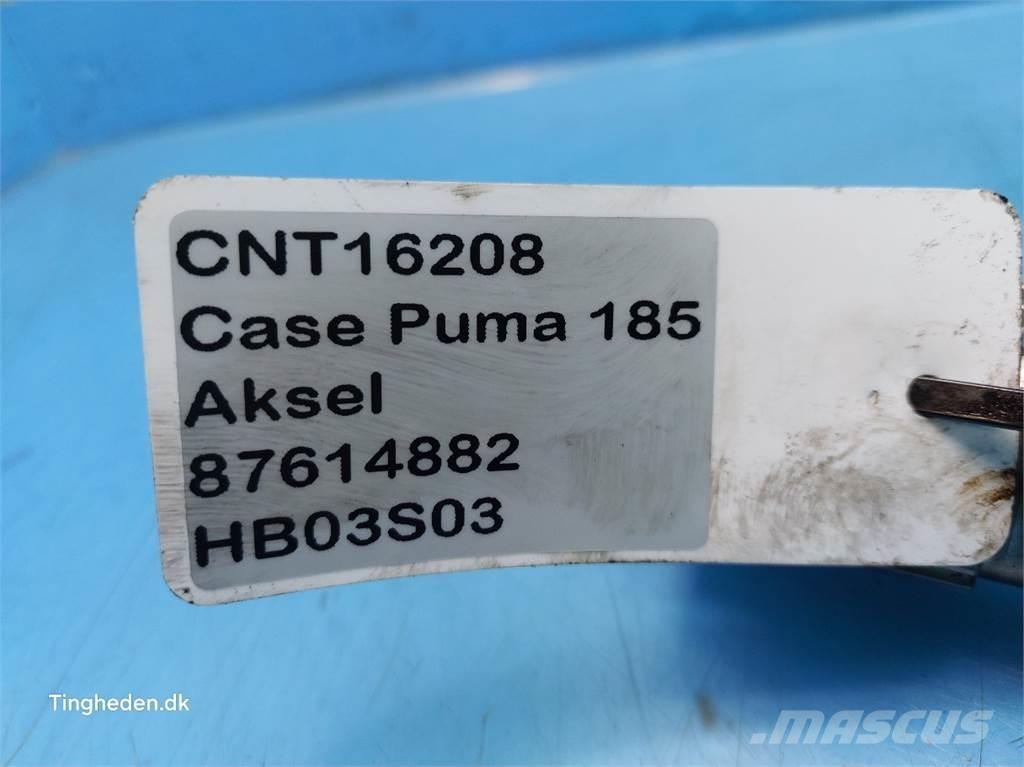 CNT16208
Case Puma 185
Aksel
87614882
HB03S03
Tingheden.dk
MASCUS